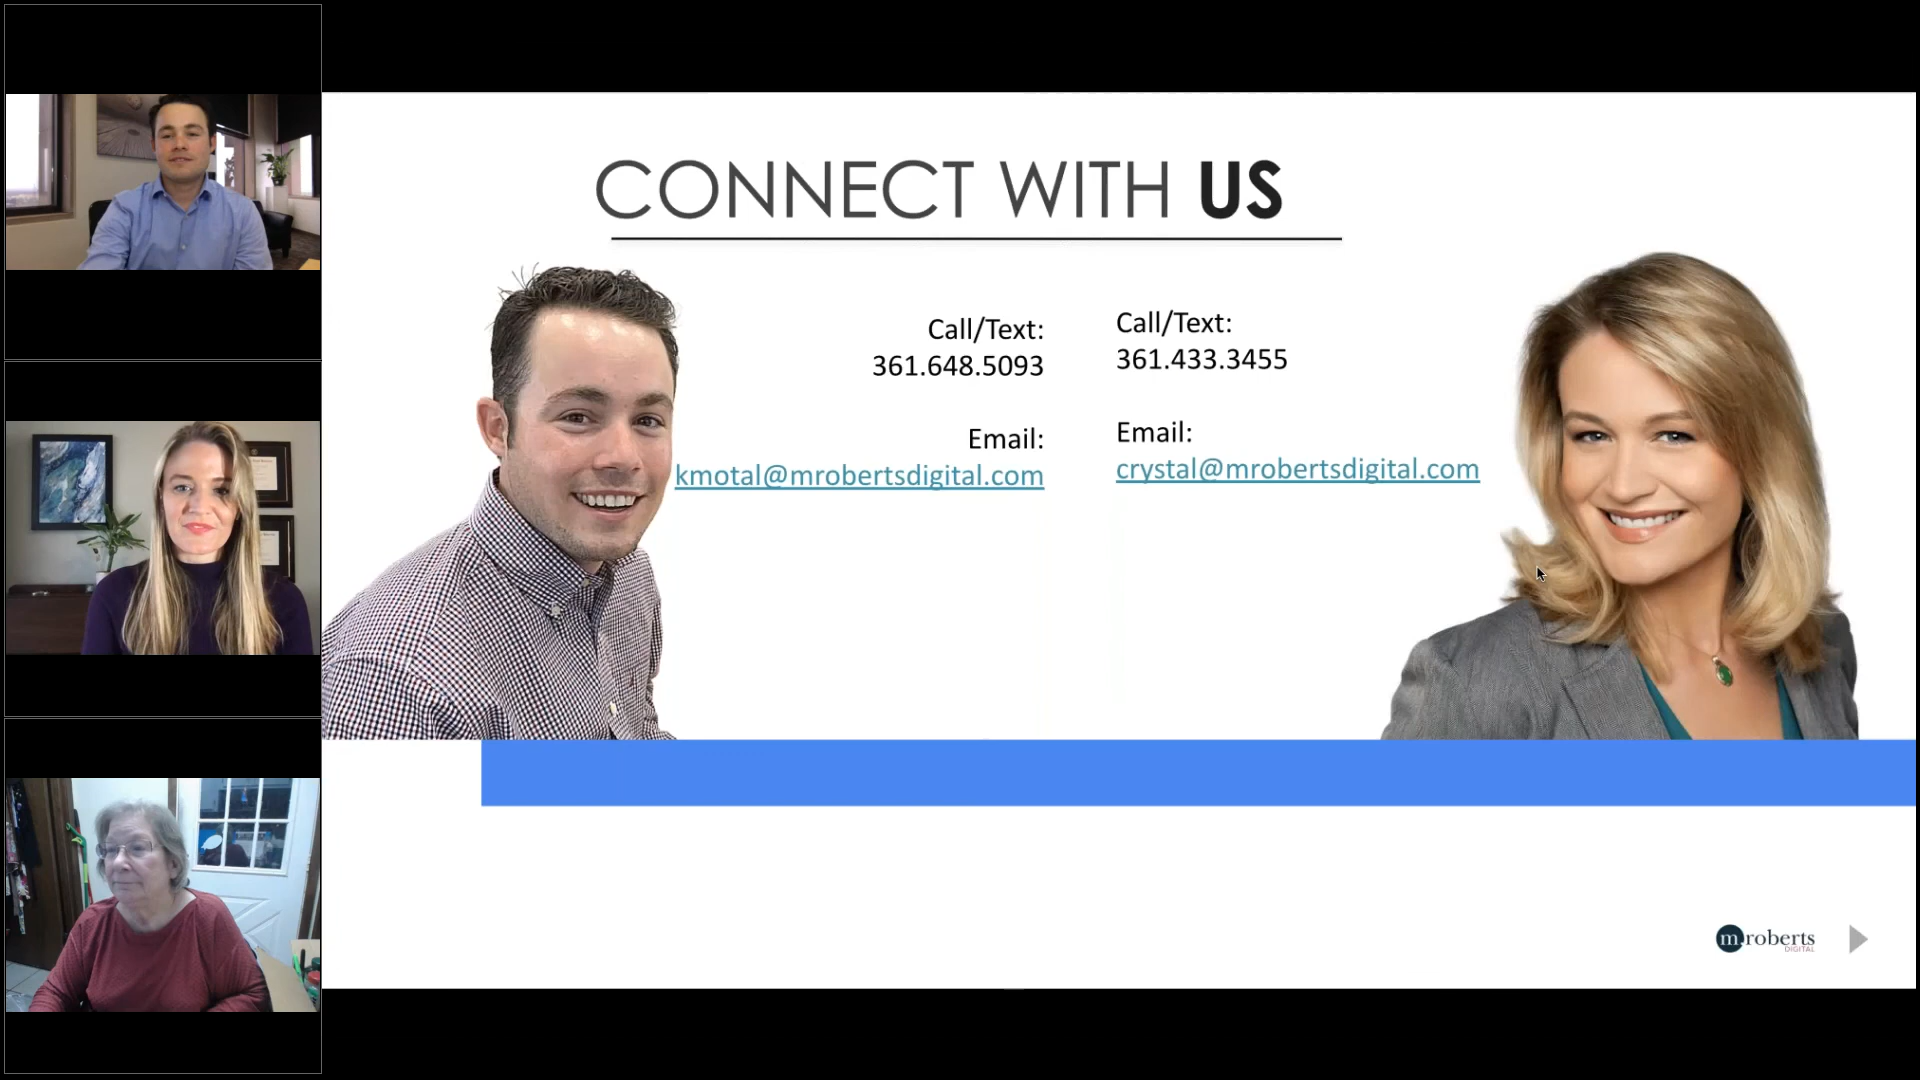 CONNECT WITH US
Call/Text:
361.648.5093
Email:
kmotal@mrobertsdigital.com
Call/Text:
361.433.3455
Email:
crystal@mrobertsdigital.com
m.roberts
DIGITAL